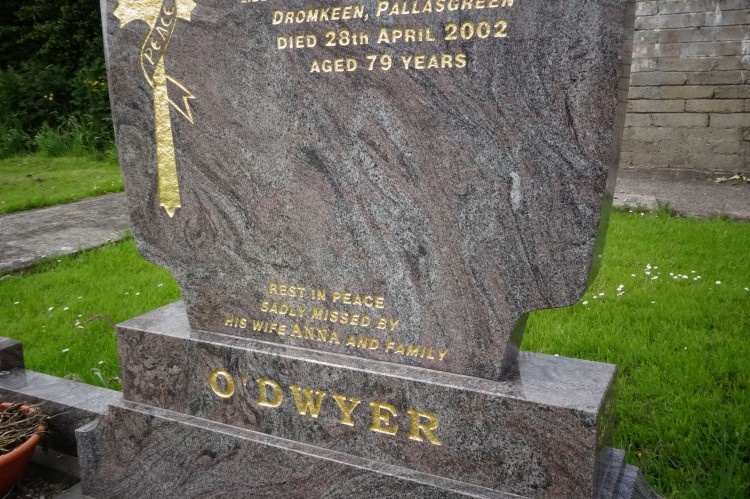 PEACE
DROMKEEN, PALLASGREEN
DIED 28TH APRIL 2002
AGED 79 YEARS
REST IN PEACE
SADLY MISSED BY
HIS WIFE ANNA AND FAMILY
O'DWYER